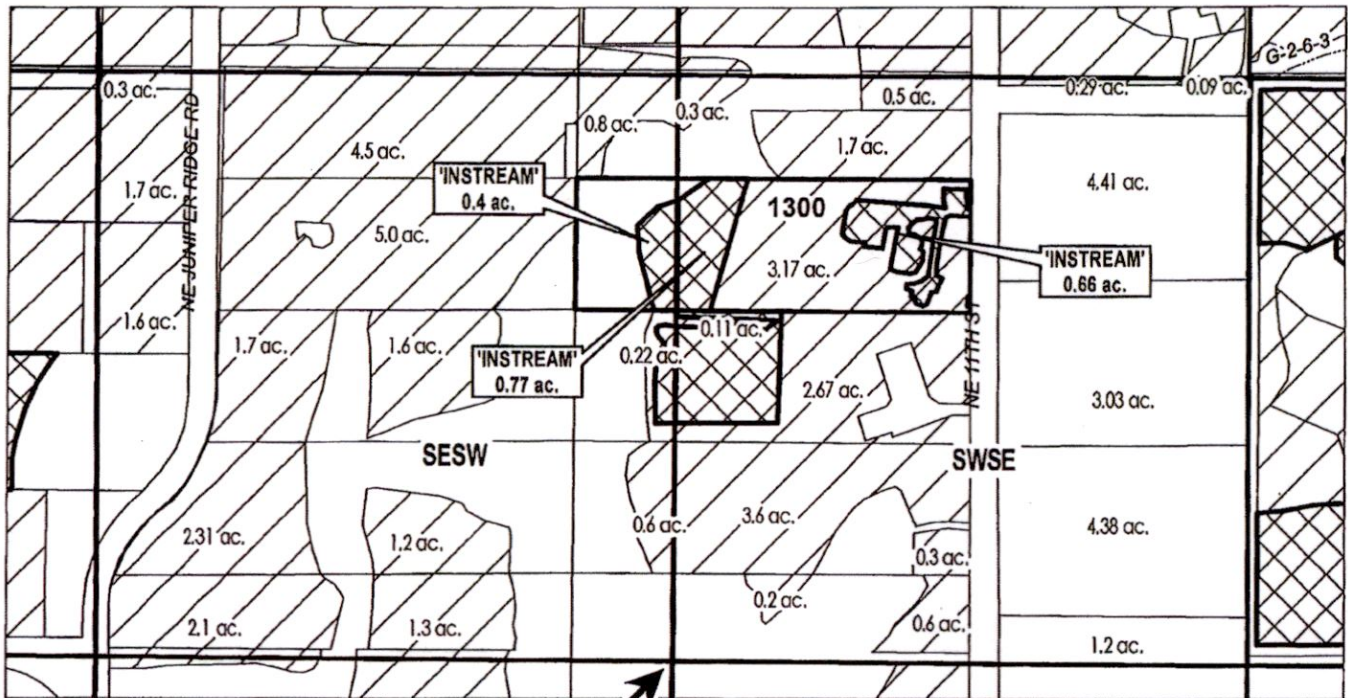 G-2-6-3
0.3 ac.
0.29 ac.
0.09 ac.
0.3 ac.
0.5 ac.
0.8 ac.
NE JUNIPER RIDGE RD
4.5 ac.
1.7 ac.
'INSTREAM'
0.4 ac.
1.7 ac.
4.41 ac.
1300
5.0 ac.
3.17 ac.
'INSTREAM'
0.66 ac.
1.6 ac.
1.7 ac.
1.6 ac.
'INSTREAM'
0.77 ac.
0.22 ac.
0.11 ac.
2.67 ac.
NE 11TH ST
3.03 ac.
SESW
SWSE
2.31 ac.
1.2 ac.
0.6 ac.
3.6 ac.
0.3 ac.
4.38 ac.
0.2 ac.
2.1 ac.
1.3 ac.
0.6 ac.
1.2 ac.